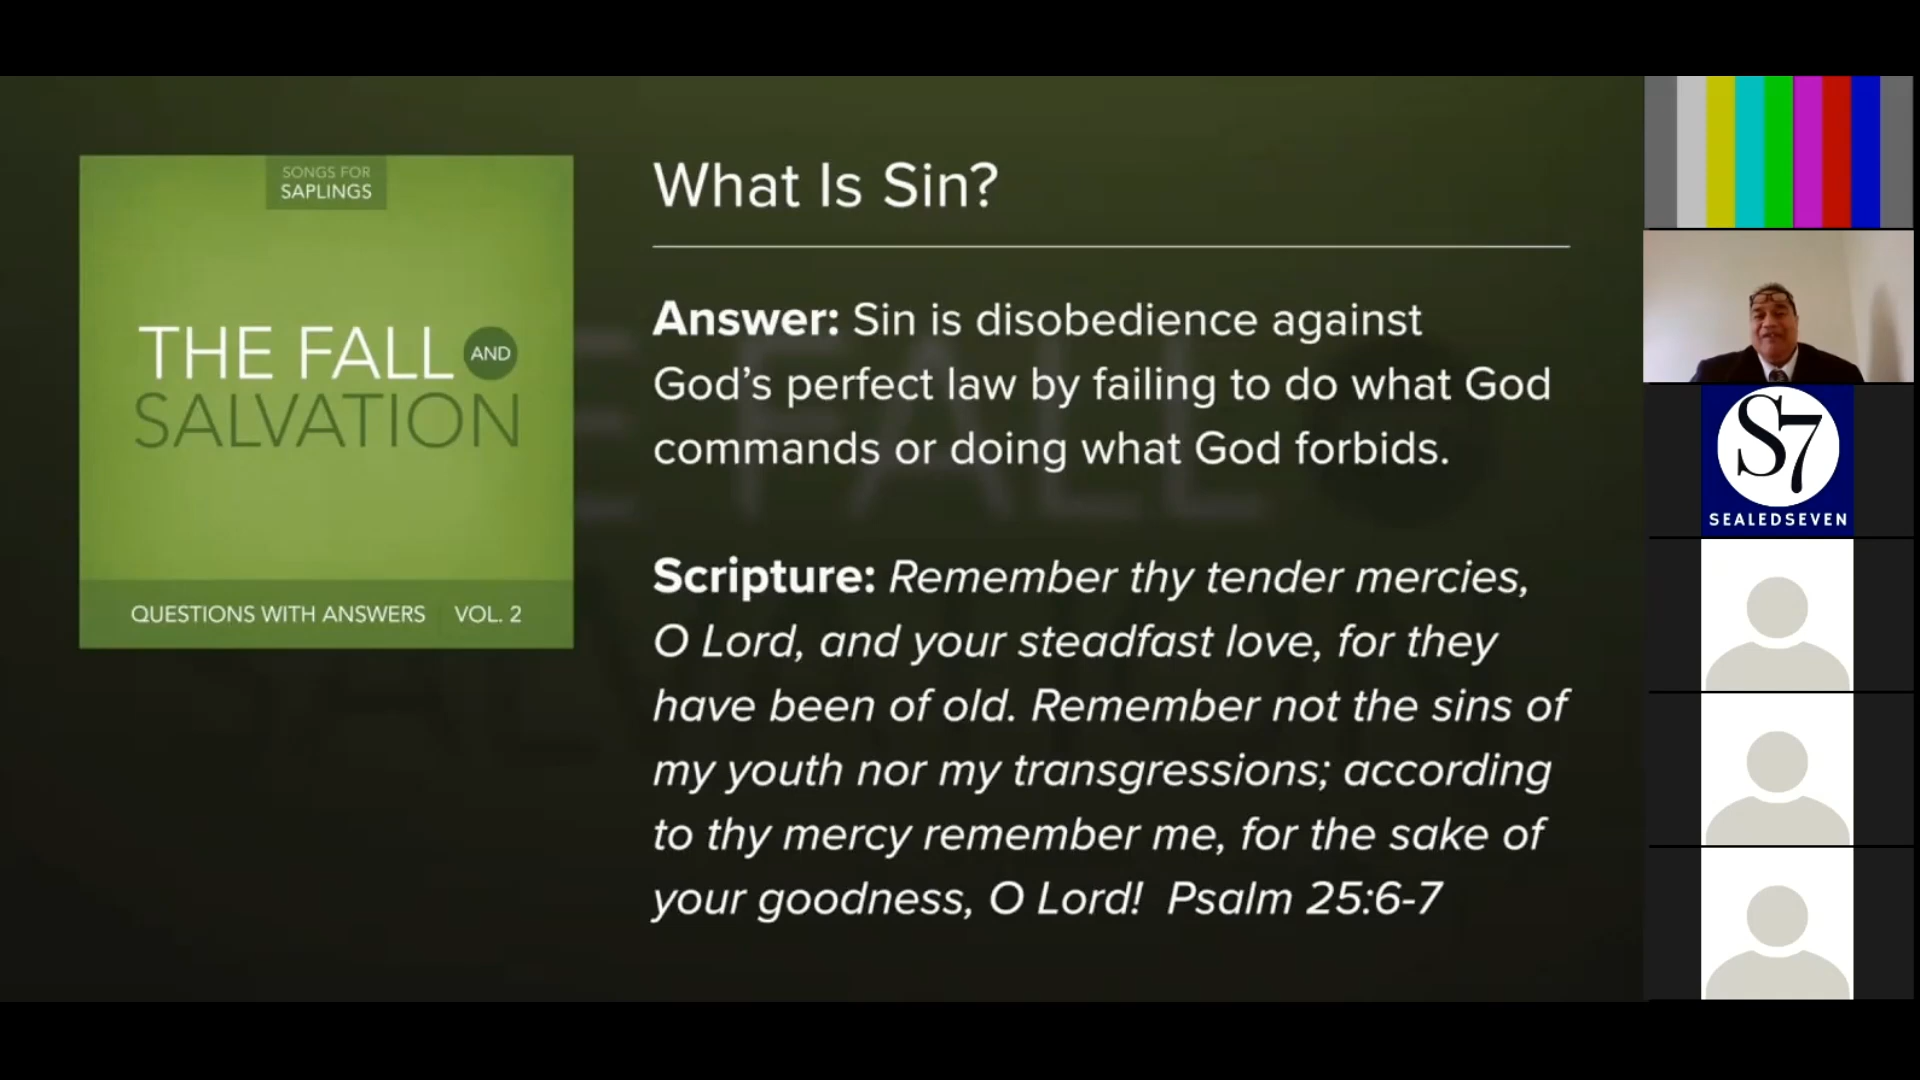 SONGS FOR
SAPLINGS
THE FALL AND
SALVATION
QUESTIONS WITH ANSWERS VOL. 2
What Is Sin?
Answer: Sin is disobedience against
God’s perfect law by failing to do what God
commands or doing what God forbids.
Scripture: Remember thy tender mercies,
O Lord, and your steadfast love, for they
have been of old. Remember not the sins of
my youth nor my transgressions; according
to thy mercy remember me, for the sake of
your goodness, O Lord! Psalm 25:6-7
S7
SEALEDSEVEN